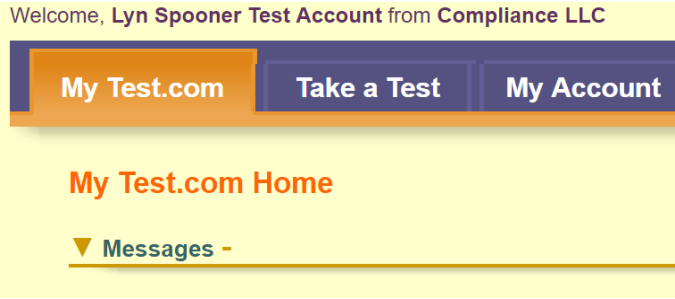 Welcome, Lyn Spooner Test Account from Compliance LLC
My Test.com Take a Test My Account
My Test.com Home
▼ Messages -